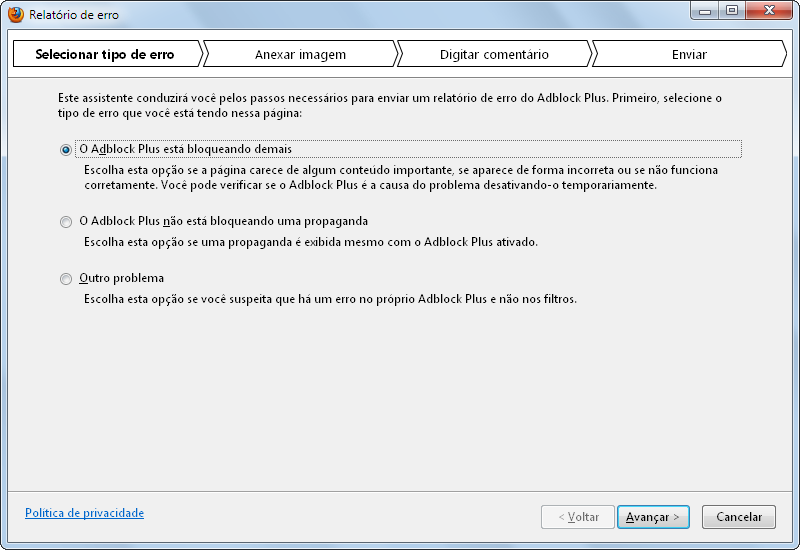 Relatório de erro
Selecionar tipo de erro
Anexar imagem
Digitar comentário
Enviar
Este assistente conduzirá você pelos passos necessários para enviar um relatório de erro do Adblock Plus. Primeiro, selecione o
tipo de erro que você está tendo nessa página:
O Adblock Plus está bloqueando demais
Escolha esta opção se a página carece de algum conteúdo importante, se aparece de forma incorreta ou se não funciona
corretamente. Você pode verificar se o Adblock Plus é a causa do problema desativando-o temporariamente.
O Adblock Plus não está bloqueando uma propaganda
Escolha esta opção se uma propaganda é exibida mesmo com o Adblock Plus ativado.
Outro problema
Escolha esta opção se você suspeita que há um erro no próprio Adblock Plus e não nos filtros.
Política de privacidade
< Voltar
Avançar >
Cancelar